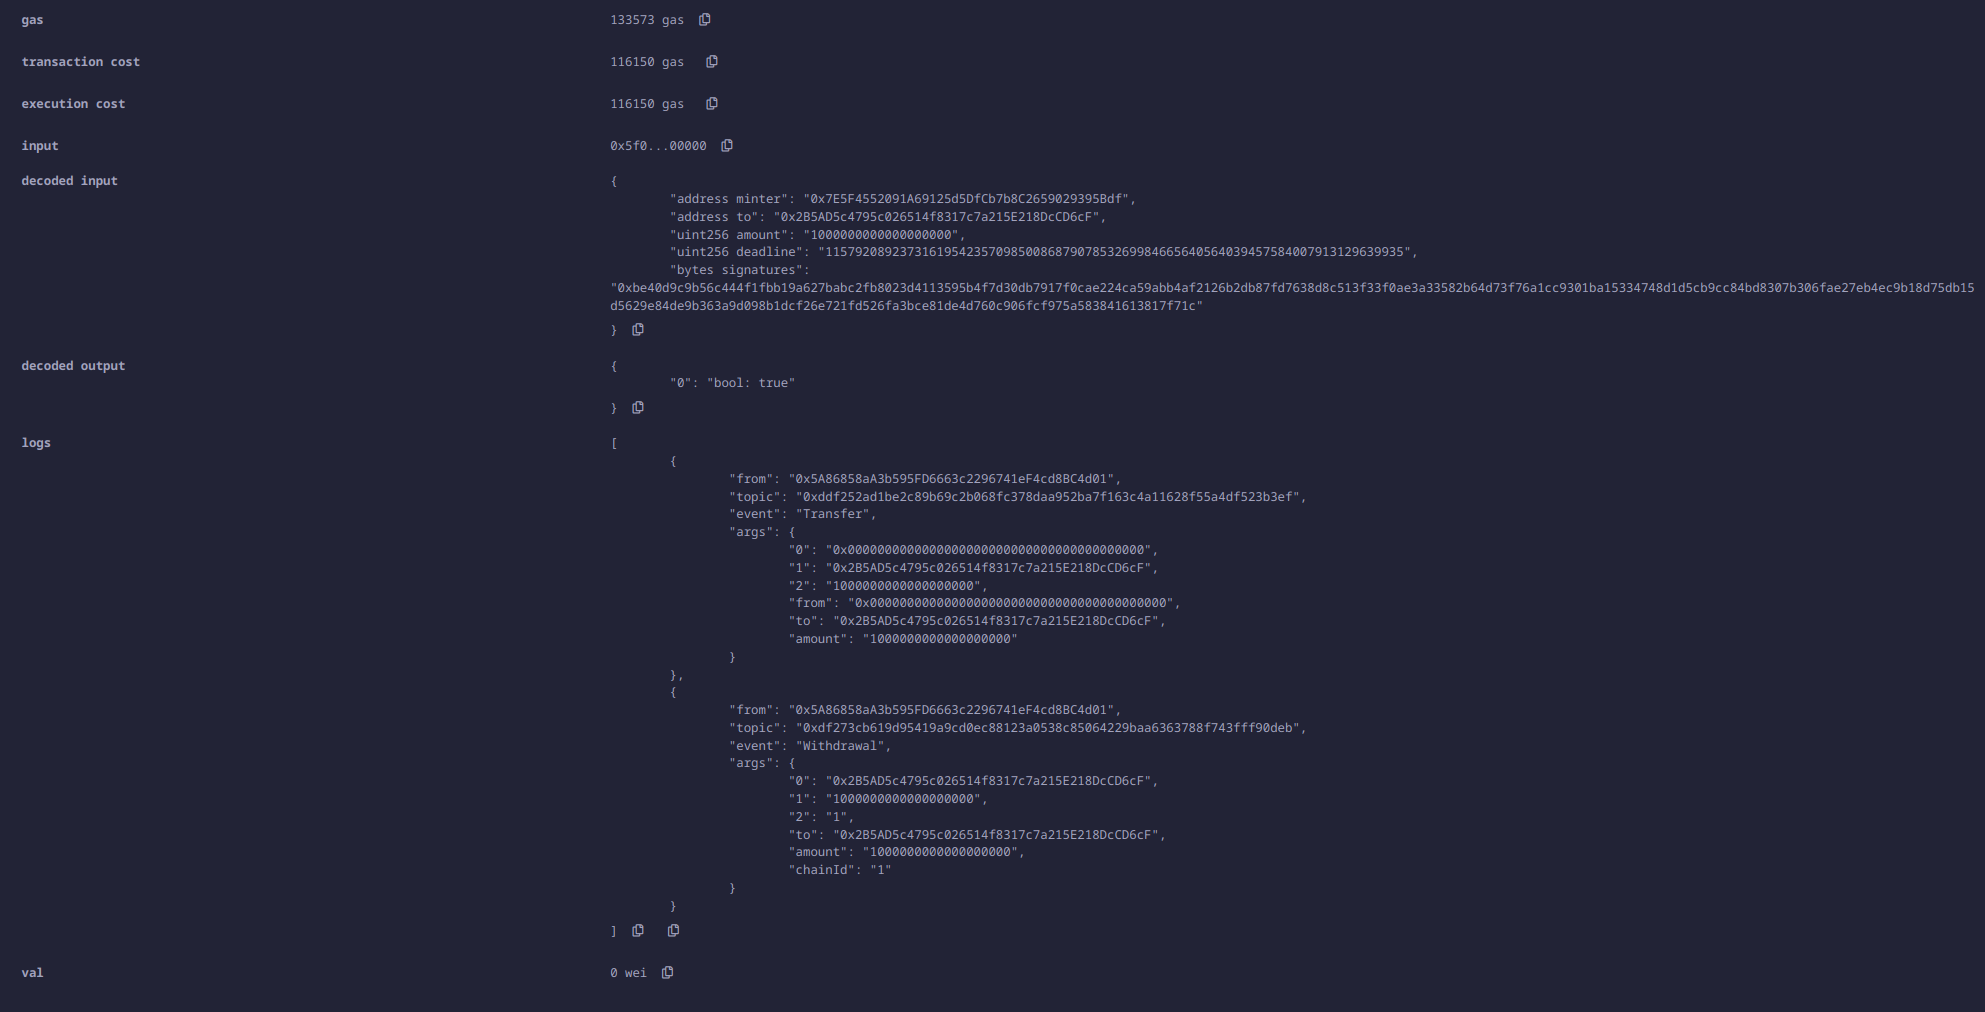 gas 133573 gas
transaction cost 116150 gas
execution cost 116150 gas
input 0x5f0...00000
decoded input {
"address minter": "0x7E5F4552091A69125d5DfCb7b8C2659029395Bdf",
"address to": "0x2B5AD5c4795c026514f8317c7a215E218DcCD6cF",
"uint256 amount": "1000000000000000000",
"uint256 deadline": "115792089237316195423570985008687907853269984665640564039457584007913129639935",
"bytes signatures":
"0xbe40d9c9b56c444f1fbb19a627babc2fb8023d4113595b4f7d30db7917f0cae224ca59abb4af2126b2db87fd7638d8c513f33f0ae3a33582b64d73f76a1cc9301ba15334748d1d5cb9cc84bd8307b306fae27eb4ec9b18d75db15
d5629e84de9b363a9d098b1dcf26e721fd526fa3bce81de4d760c906fcf975a583841613817f71c"
}
decoded output {
"0": "bool: true"
}
logs [
{
"from": "0x5A86858aA3b595FD6663c2296741eF4cd8BC4d01",
"topic": "0xddf252ad1be2c89b69c2b068fc378daa952ba7f163c4a11628f55a4df523b3ef",
"event": "Transfer",
"args": {
"0": "0x0000000000000000000000000000000000000000",
"1": "0x2B5AD5c4795c026514f8317c7a215E218DcCD6cF",
"2": "1000000000000000000",
"from": "0x0000000000000000000000000000000000000000",
"to": "0x2B5AD5c4795c026514f8317c7a215E218DcCD6cF",
"amount": "1000000000000000000"
}
},
{
"from": "0x5A86858aA3b595FD6663c2296741eF4cd8BC4d01",
"topic": "0xdf273cb619d95419a9cd0ec88123a0538c85064229baa6363788f743fff90deb",
"event": "Withdrawal",
"args": {
"0": "0x2B5AD5c4795c026514f8317c7a215E218DcCD6cF",
"1": "1000000000000000000",
"2": "1",
"to": "0x2B5AD5c4795c026514f8317c7a215E218DcCD6cF",
"amount": "1000000000000000000",
"chainId": "1"
}
}
]
val 0 wei